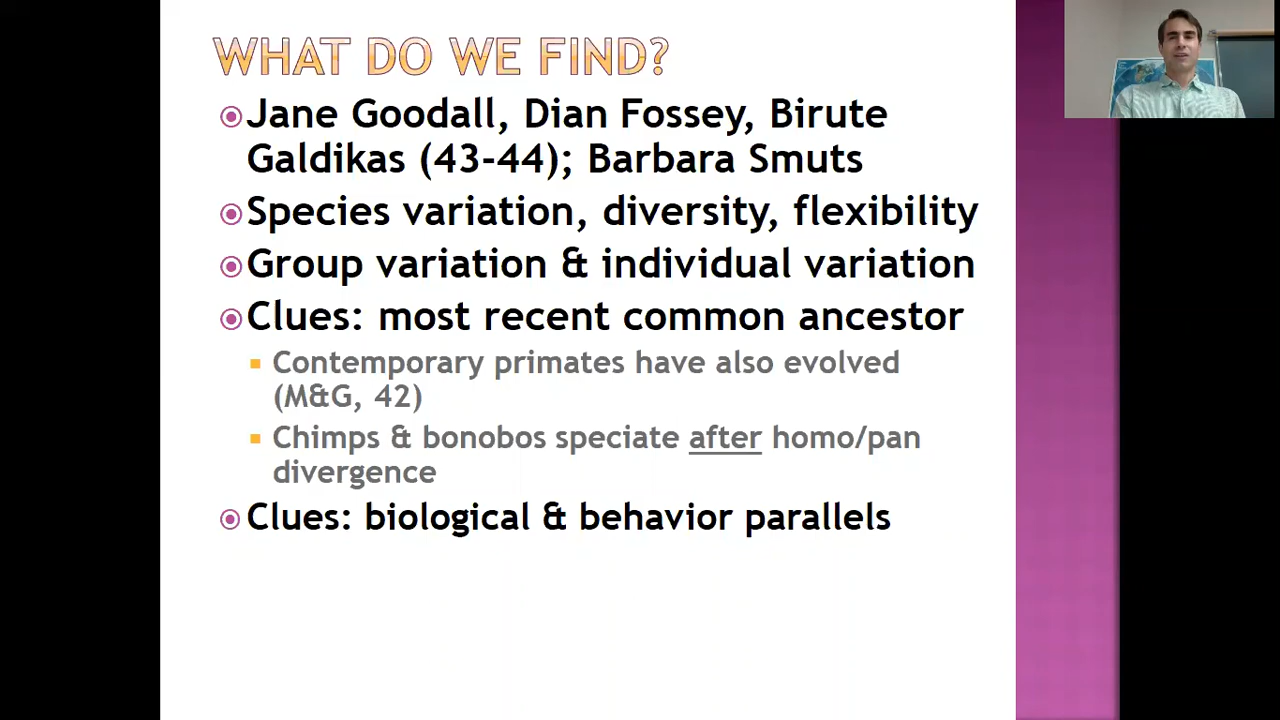 WHAT DO WE FIND?
Jane Goodall, Dian Fossey, Birute
Galdikas (43-44); Barbara Smuts
Species variation, diversity, flexibility
Group variation & individual variation
Clues: most recent common ancestor
Contemporary primates have also evolved
(M&G, 42)
Chimps & bonobos speciate after homo/pan
divergence
Clues: biological & behavior parallels